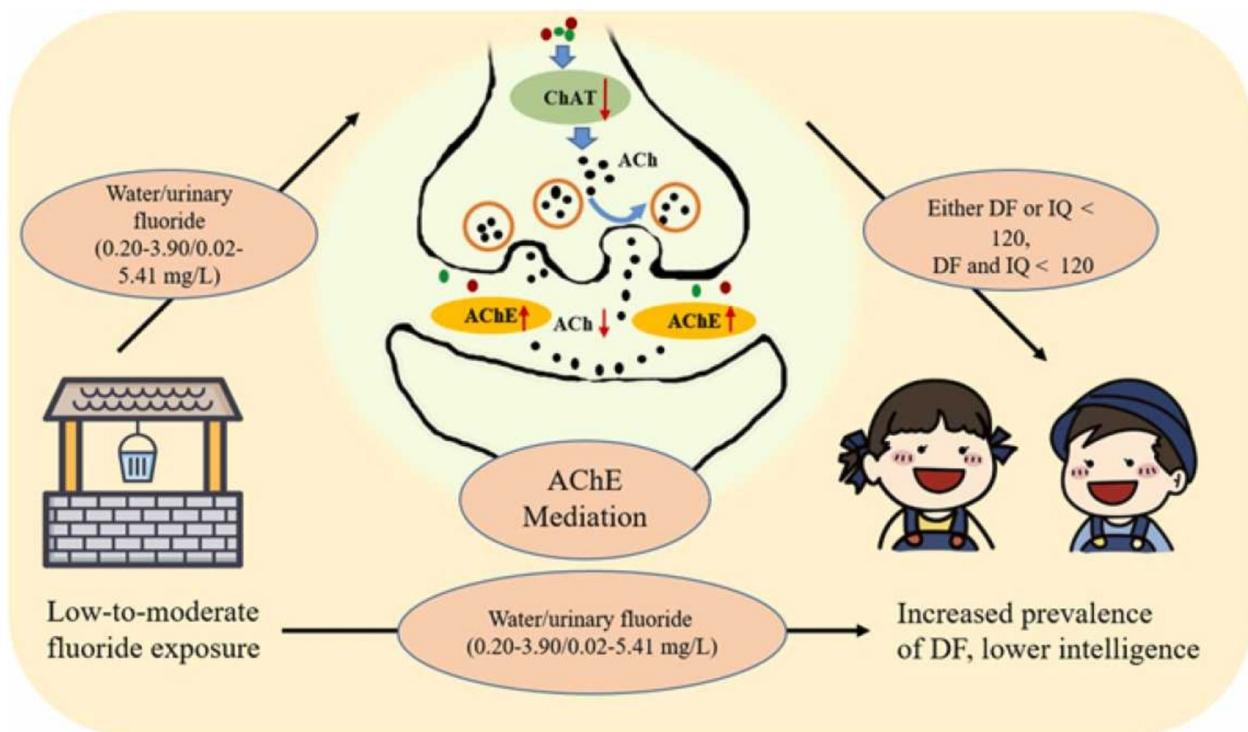 ChAT
ACh
Water/urinary
fluoride
(0.20-3.90/0.02-
5.41 mg/L)
Either DF or IQ <
120,
DF and IQ < 120
AChE
ACh
AChE
AChE
Mediation
Low-to-moderate
fluoride exposure
Water/urinary fluoride
(0.20-3.90/0.02-5.41 mg/L)
Increased prevalence
of DF, lower intelligence